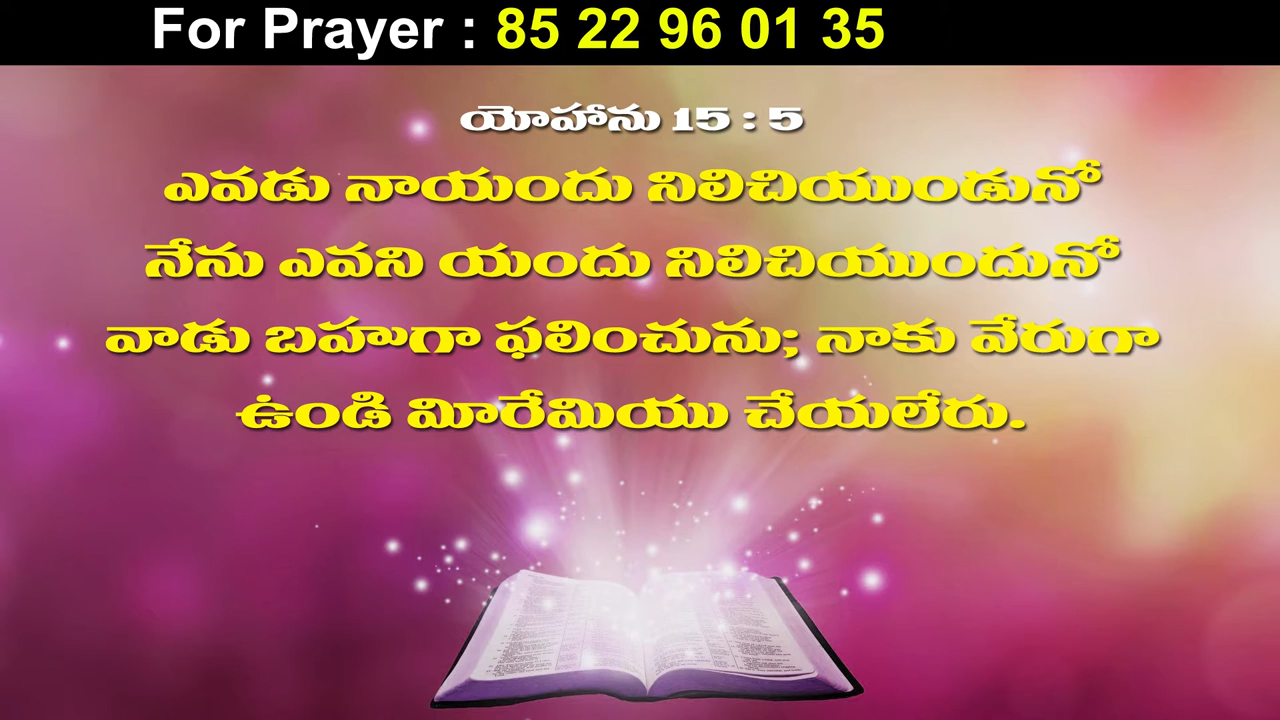 For Prayer : 85 22 96 01 35
యోహాను 15 : 5
ఎవడు నాయందు నిలిచియుండునో
నేను ఎవని యందు నిలిచియుందునో
వాడు బహుగా ఫలించును; నాకు వేరుగా
ఉండి మీరేమియు చేయలేరు.